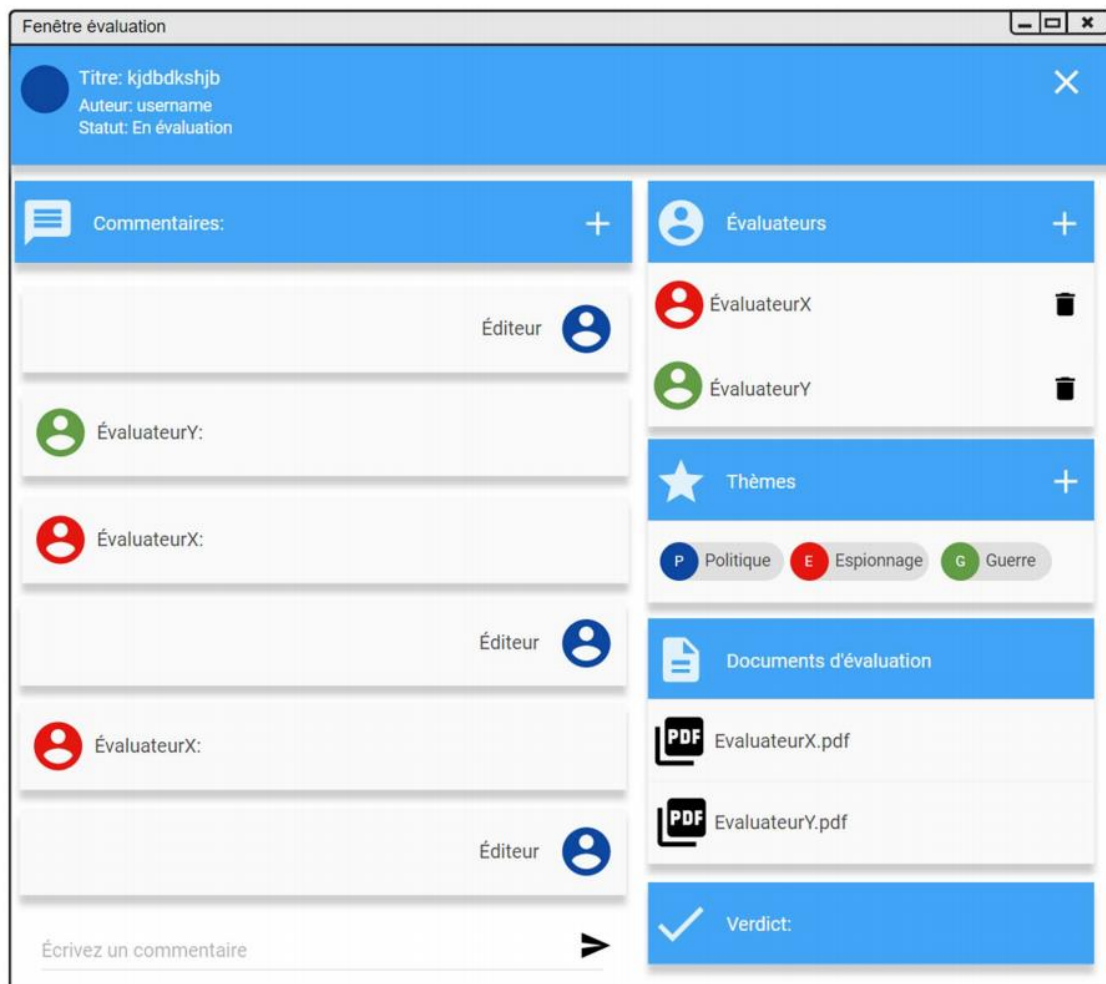 Fenêtre évaluation
Titre: kjdbdkshjb
Auteur: username
Statut: En évaluation
Commentaires:
Éditeur
ÉvaluateurY:
ÉvaluateurX:
Éditeur
ÉvaluateurX:
Éditeur
Écrivez un commentaire
Évaluateurs
ÉvaluateurX
ÉvaluateurY
Thèmes
P Politique E Espionnage G Guerre
Documents d'évaluation
PDF EvaluateurX.pdf
PDF EvaluateurY.pdf
Verdict: